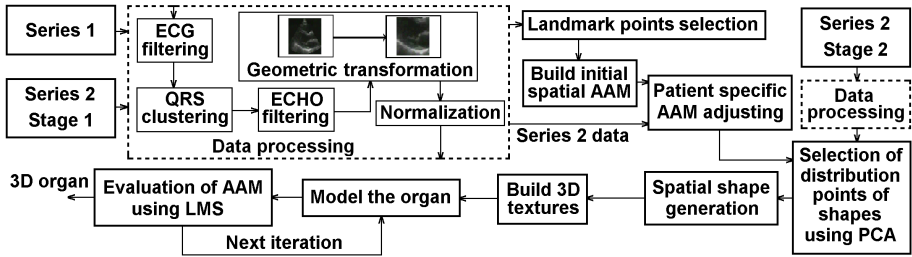 Series 1
ECG
filtering
Geometric transformation
Series 2
Stage 1
QRS
clustering
ECHO
filtering
Normalization
Data processing
Landmark points selection
Build initial
spatial AAM
Series 2 data
Patient specific
AAM adjusting
Series 2
Stage 2
Data
processing
Selection of
distribution
points of
shapes
using PCA
Spatial shape
generation
Build 3D
textures
Model the organ
Evaluation of AAM
using LMS
3D organ
Next iteration